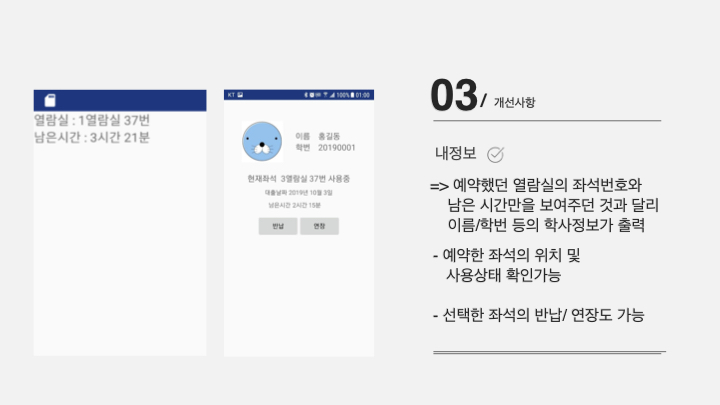 열람실 : 1열람실 37번
남은시간 : 3시간 21분
KT 100% 01:00
이름 홍길동
학번 20190001
현재좌석 3열람실 37번 사용중
대출날짜 2019년 10월 3일
남은시간 2시간 15분
반납 연장
03/ 개선사항
내정보
=> 예약했던 열람실의 좌석번호와
남은 시간만을 보여주던 것과 달리
이름/학번 등의 학사정보가 출력
- 예약한 좌석의 위치 및
사용상태 확인가능
- 선택한 좌석의 반납/ 연장도 가능